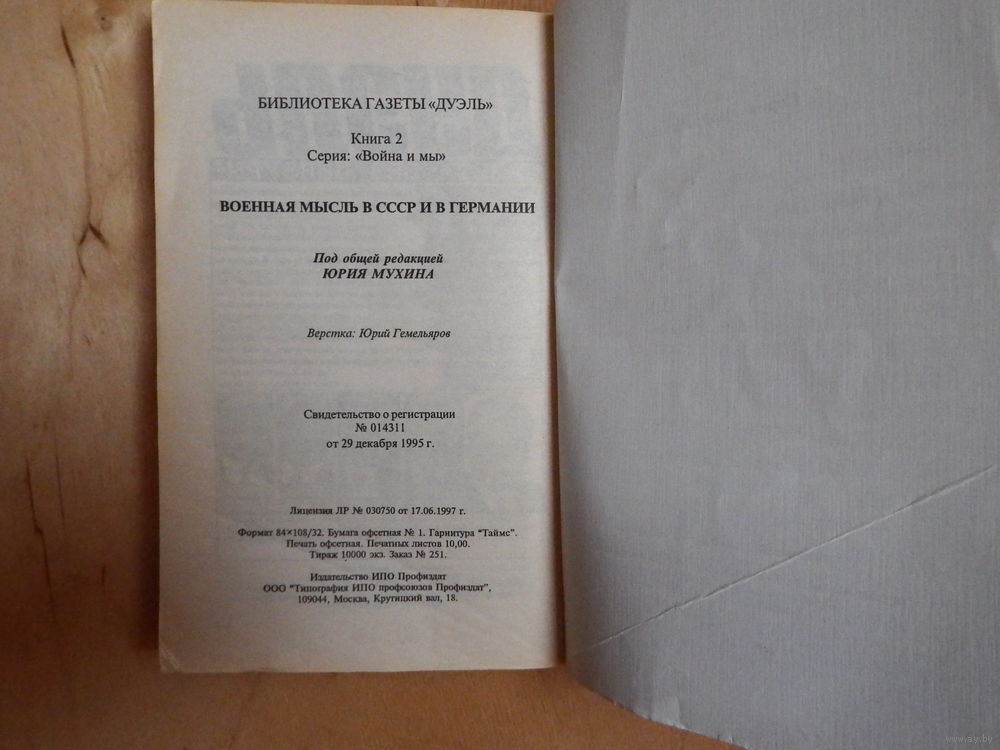 БИБЛИОТЕКА ГАЗЕТЫ «ДУЭЛЬ»
Книга 2
Серия: «Война и мы»
ВОЕННАЯ МЫСЛЬ В СССР И В ГЕРМАНИИ
Под общей редакцией
ЮРИЯ МУХИНА
Верстка: Юрий Гемельяров
Свидетельство о регистрации
№ 014311
от 29 декабря 1995 г.
Лицензия ЛР № 030750 от 17.06.1997 г.
Формат 84×108/32. Бумага офсетная № 1. Гарнитура "Таймс".
Печать офсетная. Печатных листов 10,00.
Тираж 10000 экз. Заказ № 251.
Издательство ИПО Профиздат
ООО "Типография ИПО профсоюзов Профиздат",
109044, Москва, Крутицкий вал, 18.
www.ay.by